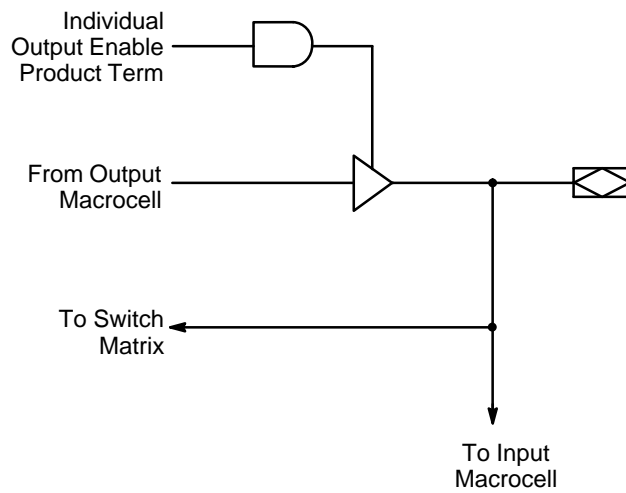 Individual
Output Enable
Product Term
From Output
Macrocell
To Switch
Matrix
To Input
Macrocell